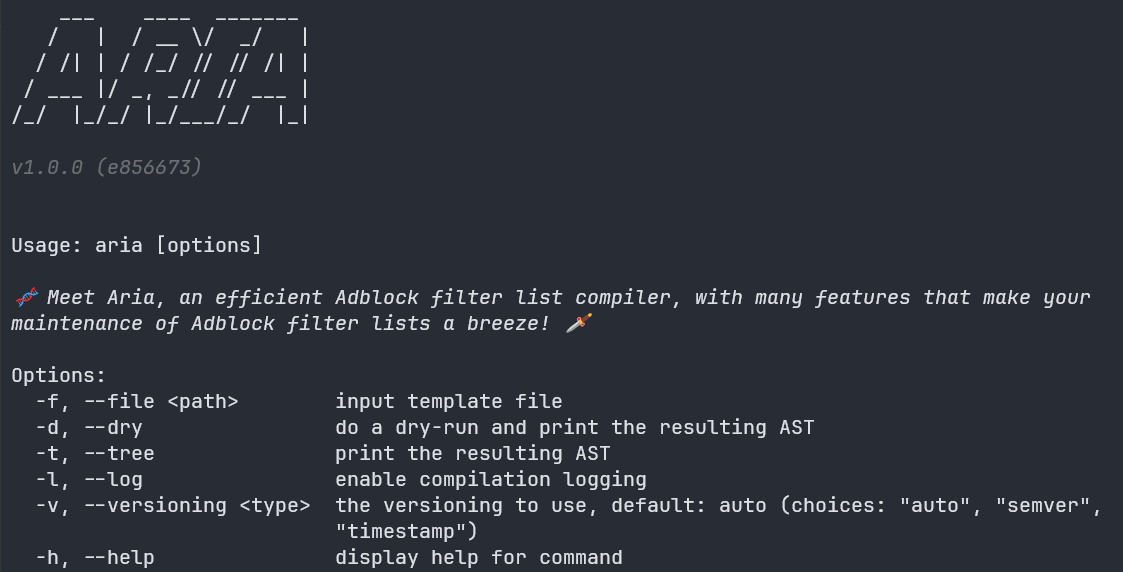 ___    ____  _______
   /   |  / __ \/  _/   |
  / /| | / /_/ // // /| |
 / ___ |/ _, _// // ___ |
/_/  |_/_/ |_/___/_/  |_|
v1.0.0 (e856673)
Usage: aria [options]
🧬 Meet Aria, an efficient Adblock filter list compiler, with many features that make your
maintenance of Adblock filter lists a breeze! 🗡️
Options:
  -f, --file <path>        input template file
  -d, --dry                do a dry-run and print the resulting AST
  -t, --tree               print the resulting AST
  -l, --log                enable compilation logging
  -v, --versioning <type>  the versioning to use, default: auto (choices: "auto", "semver",
                           "timestamp")
  -h, --help               display help for command